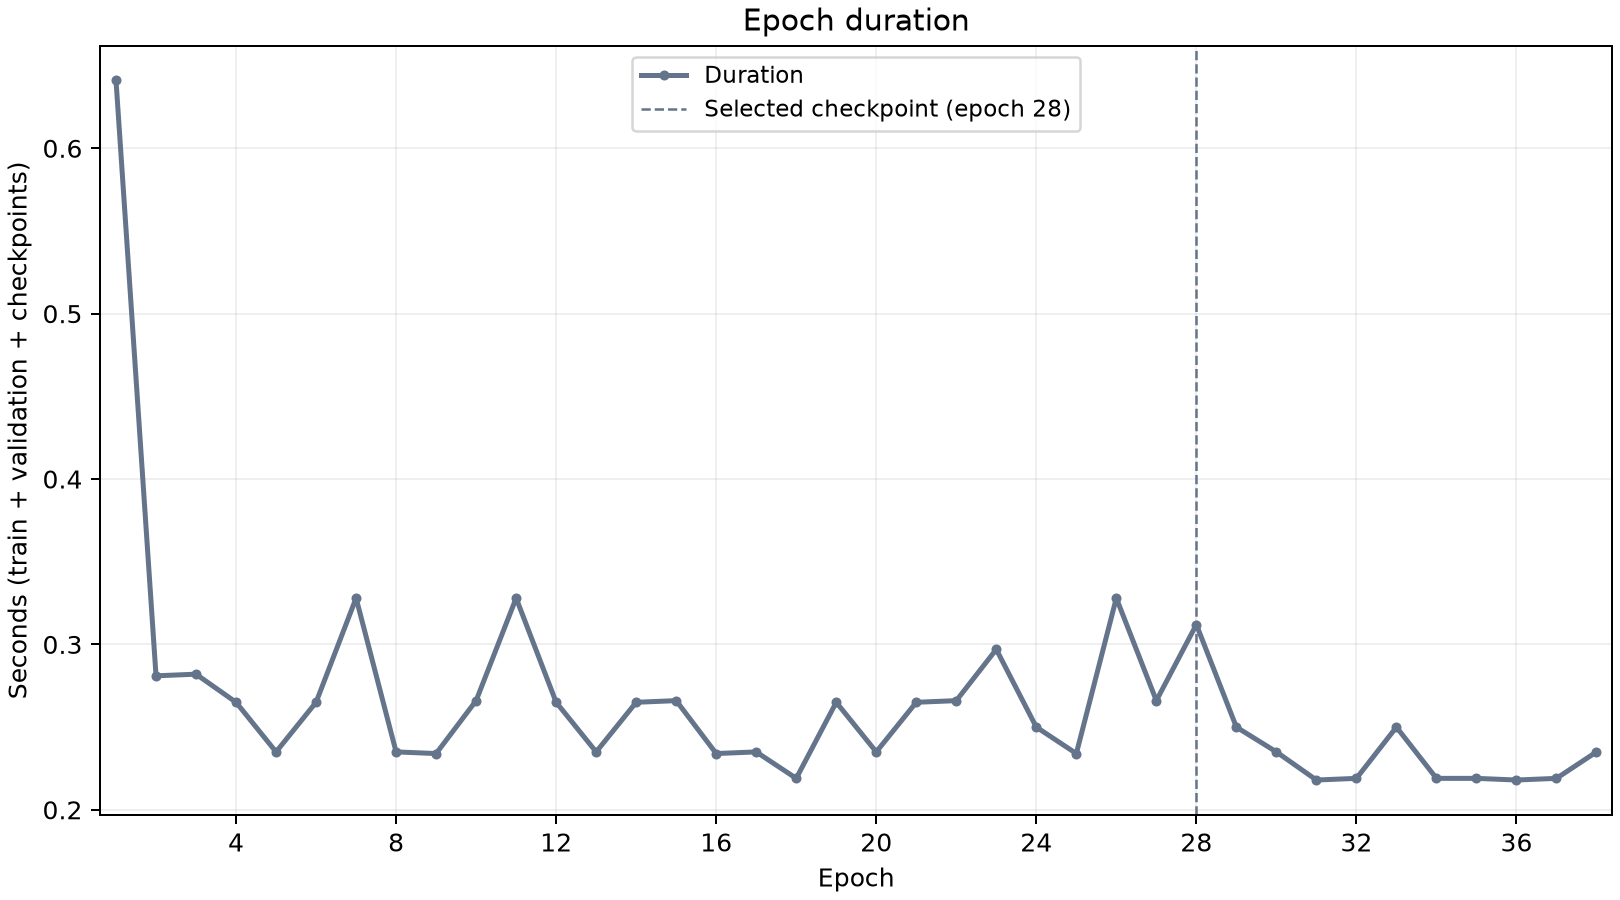 Epoch duration
Duration
Selected checkpoint (epoch 28)
Seconds (train + validation + checkpoints)
0.6
0.5
0.4
0.3
0.2
4 8 12 16 20 24 28 32 36
Epoch